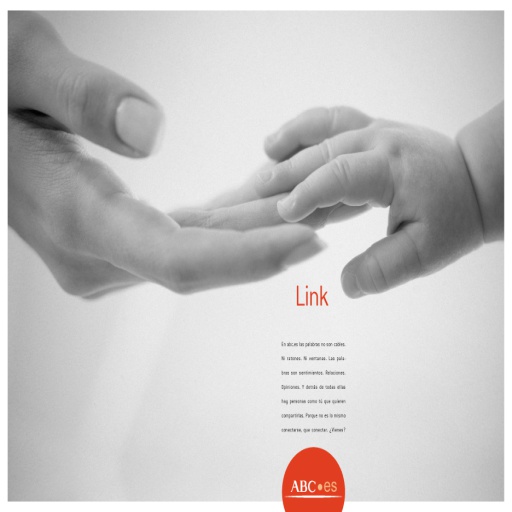 Link
En abc.es las palabras no son cables.
Ni ratones. Ni ventanas. Las pala-
bras son sentimientos. Relaciones.
Opiniones. Y detrás de todas ellas
hay personas como tú que quieren
compartirlas. Porque no es lo mismo
conectarse, que conectar. ¿Vienes?
ABC.es